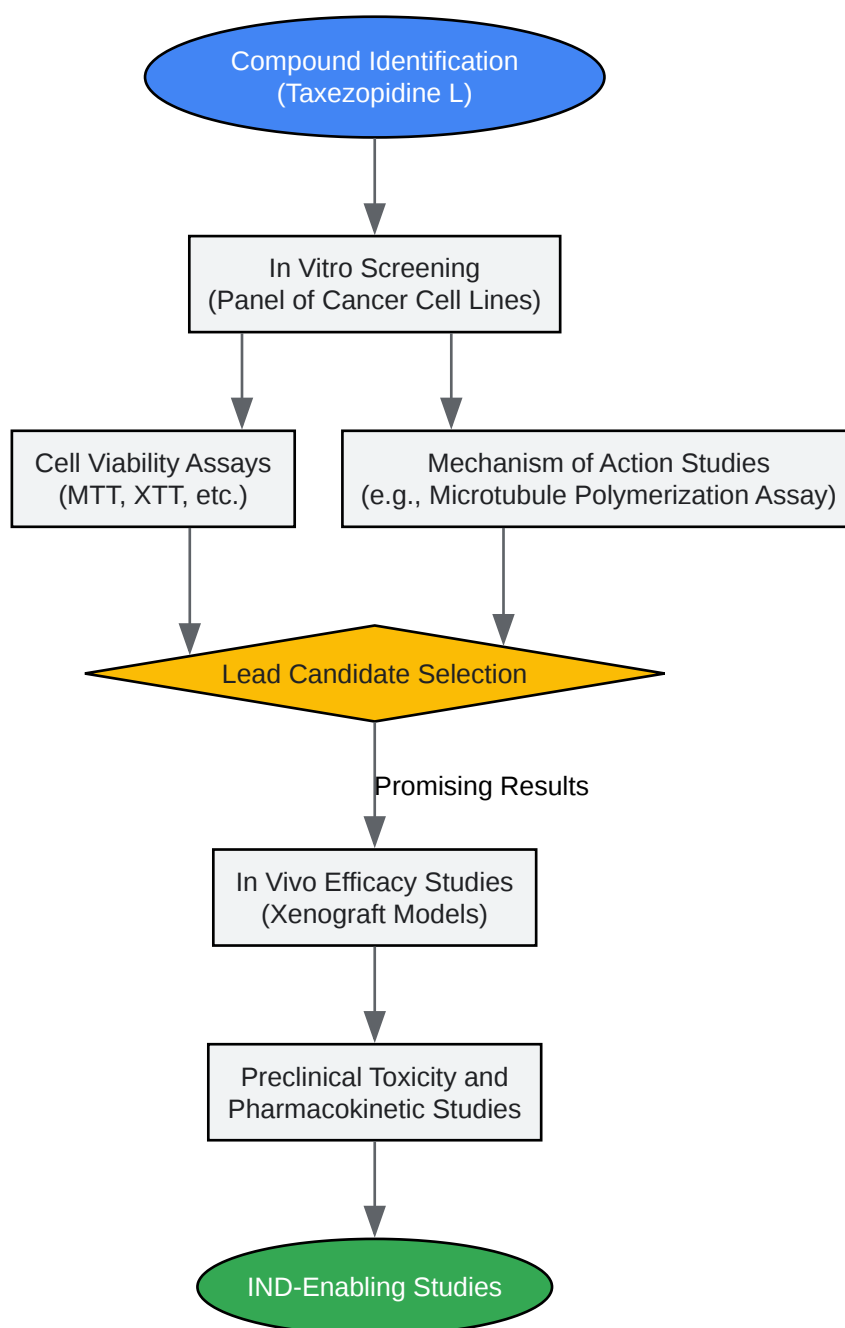 Compound Identification
(Taxezopidine L)
In Vitro Screening
(Panel of Cancer Cell Lines)
Cell Viability Assays
(MTT, XTT, etc.)
Mechanism of Action Studies
(e.g., Microtubule Polymerization Assay)
Lead Candidate Selection
Promising Results
In Vivo Efficacy Studies
(Xenograft Models)
Preclinical Toxicity and
Pharmacokinetic Studies
IND-Enabling Studies